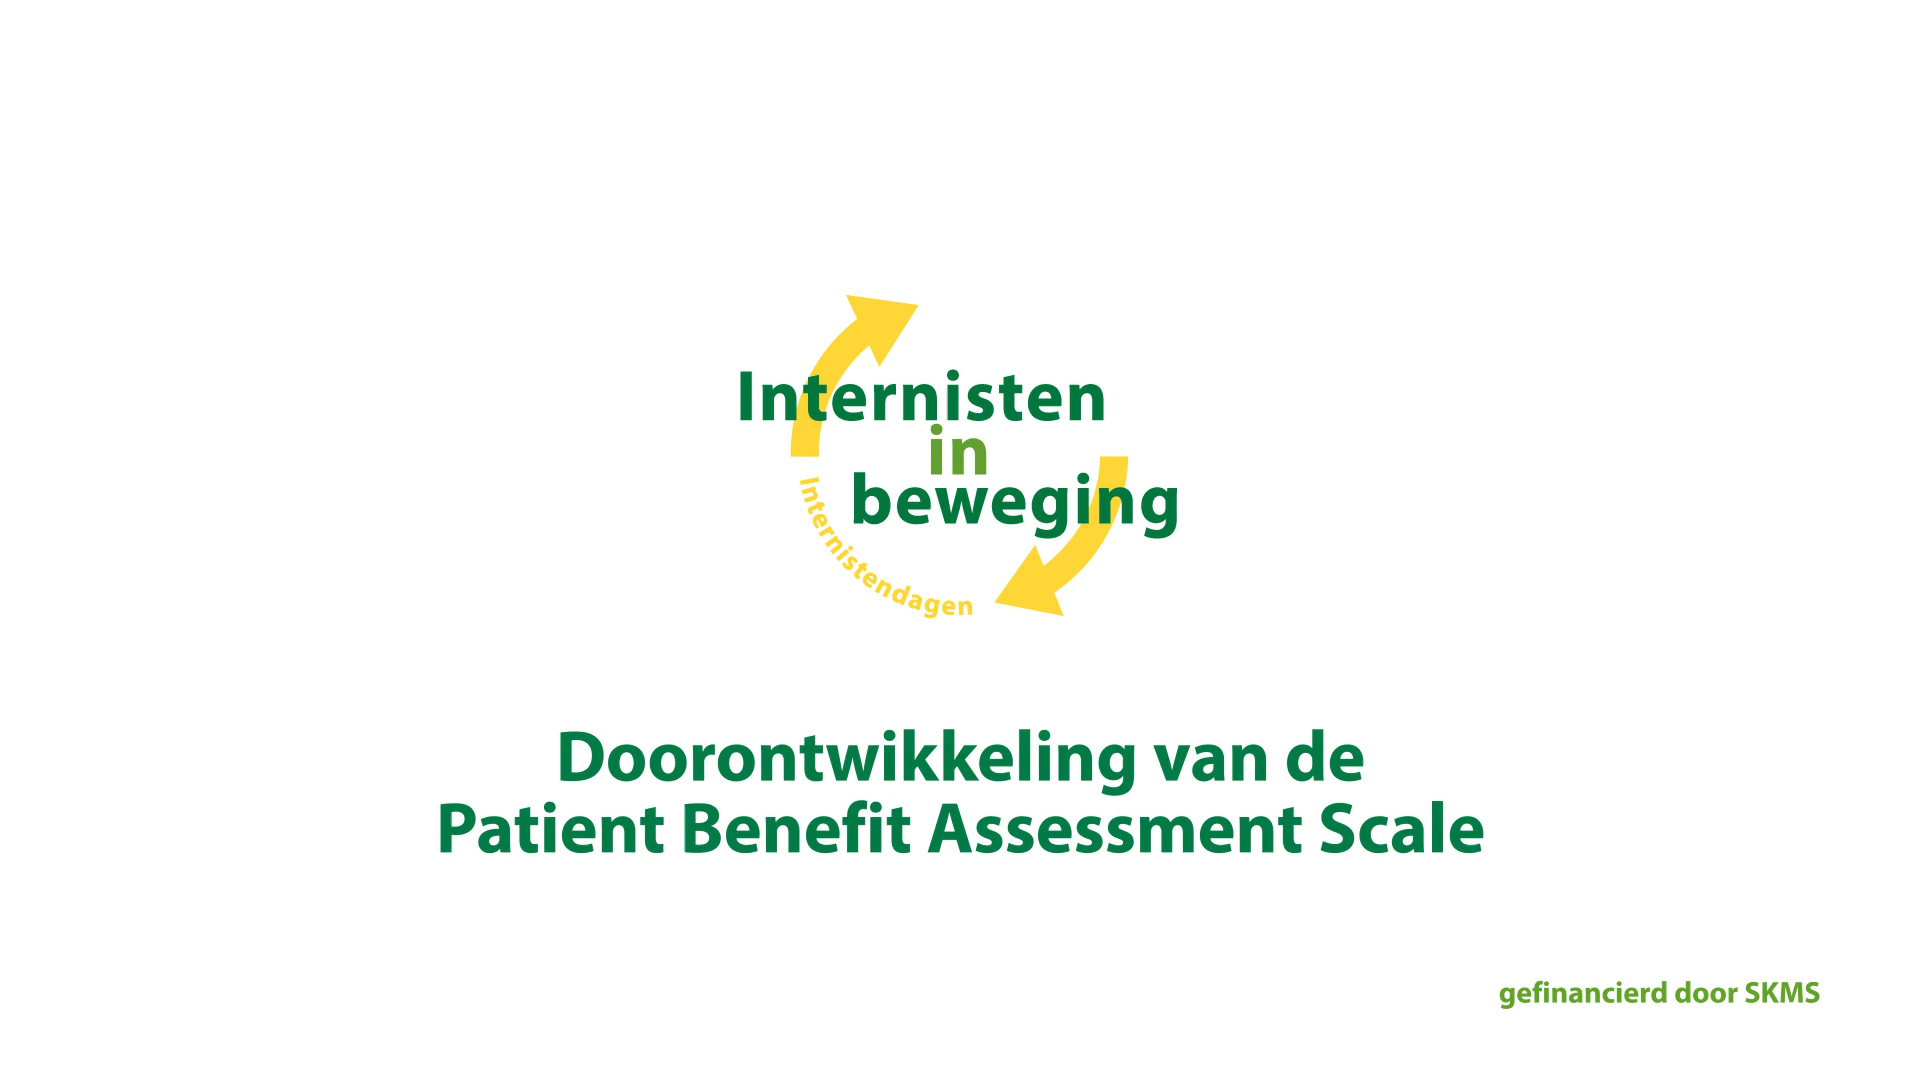 Internisten
in
beweging
Internistendagen
Doorontwikkeling van de
Patient Benefit Assessment Scale
gefinancierd door SKMS